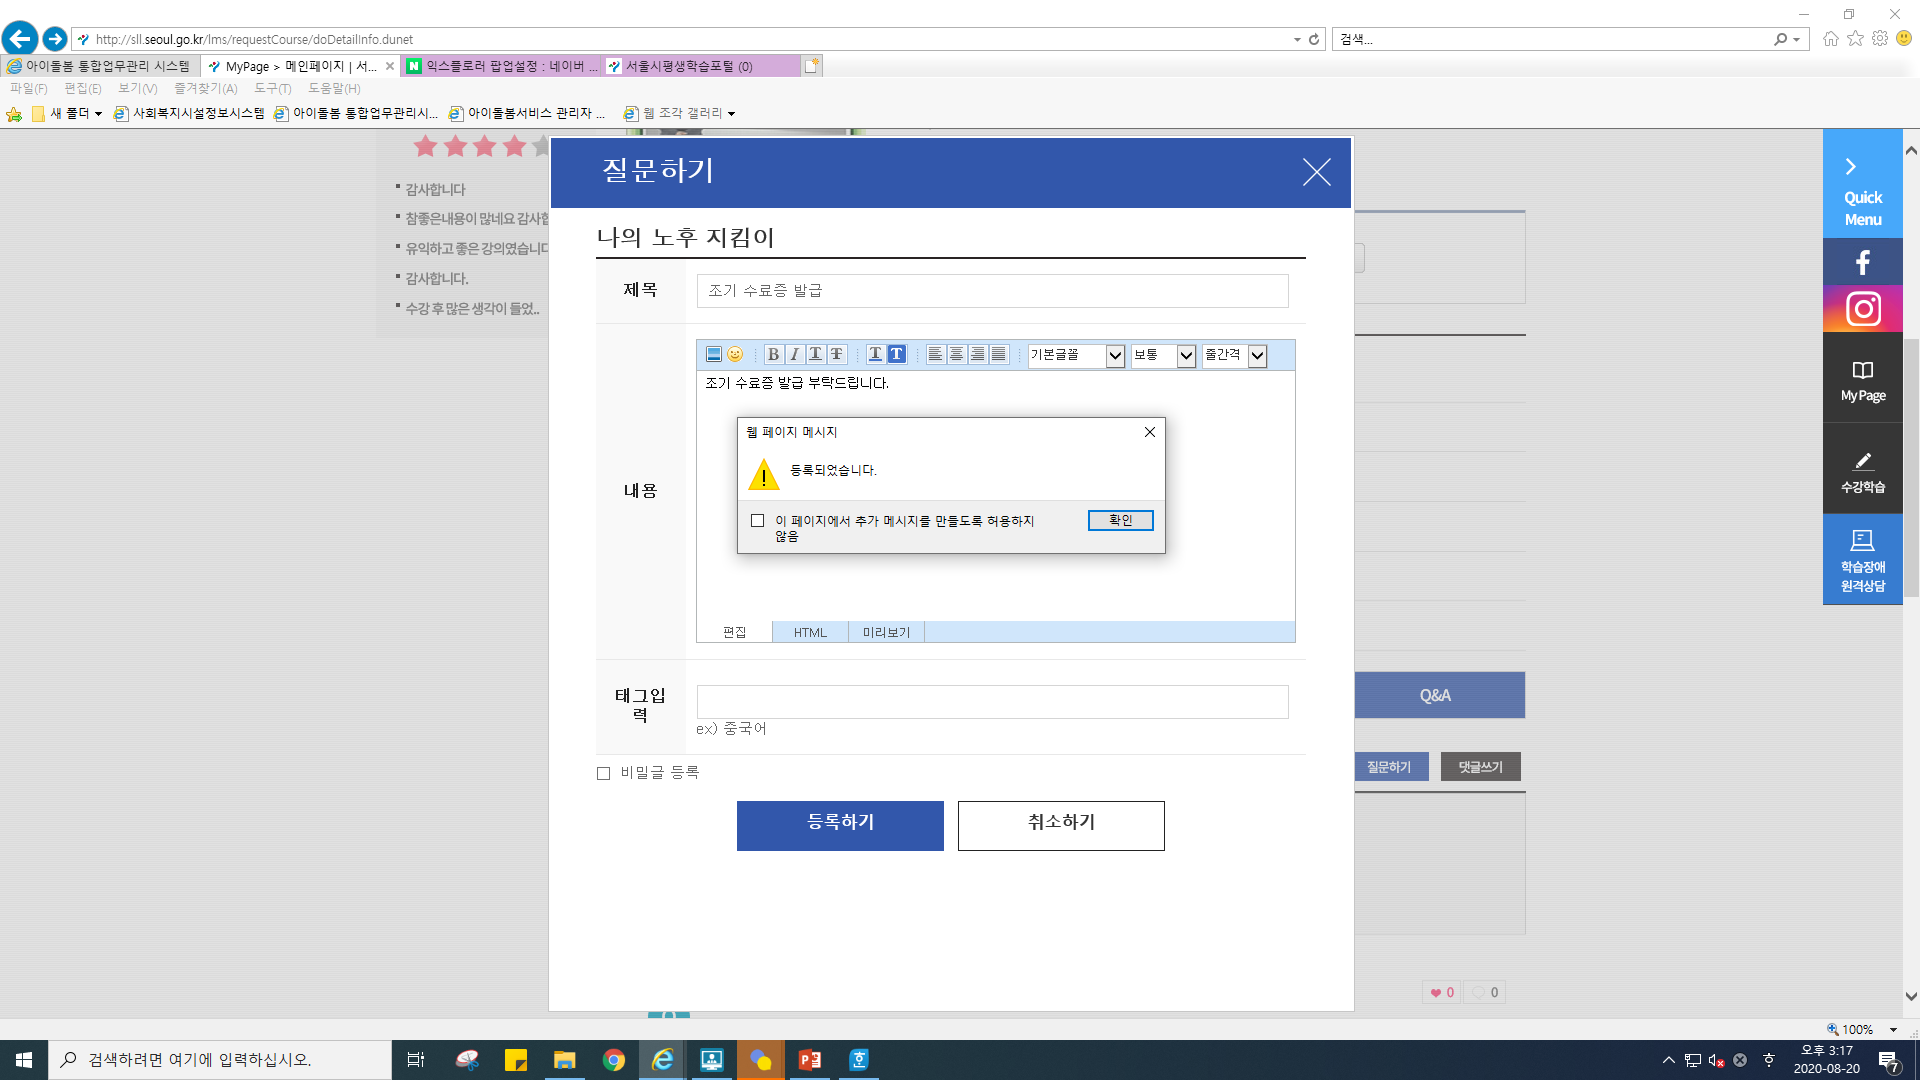 http://sll.seoul.go.kr/lms/requestCourse/doDetailInfo.dunet
검색...
아이돌봄 통합업무관리 시스템
MyPage > 메인페이지 | 서...
익스플로러 팝업설정 : 네이버 ...
서울시평생학습포털 (0)
파일(F) 편집(E) 보기(V) 즐겨찾기(A) 도구(T) 도움말(H)
새 폴더
사회복지시설정보시스템
아이돌봄 통합업무관리시...
아이돌봄서비스 관리자 ...
웹 조각 갤러리
감사합니다
참좋은내용이 많네요 감사합
유익하고 좋은 강의였습니다
감사합니다.
수강 후 많은 생각이 들었..
질문하기
나의 노후 지킴이
제목
조기 수료증 발급
내용
B I T T T T 기본글꼴 보통 줄간격
조기 수료증 발급 부탁드립니다.
웹 페이지 메시지
등록되었습니다.
이 페이지에서 추가 메시지를 만들도록 허용하지
않음
확인
편집 HTML 미리보기
태그입
력
ex) 중국어
비밀글 등록
등록하기
취소하기
Quick
Menu
My Page
수강학습
학습장애
원격상담
Q&A
질문하기
댓글쓰기
0
0
100%
검색하려면 여기에 입력하십시오.
오후 3:17
2020-08-20
7